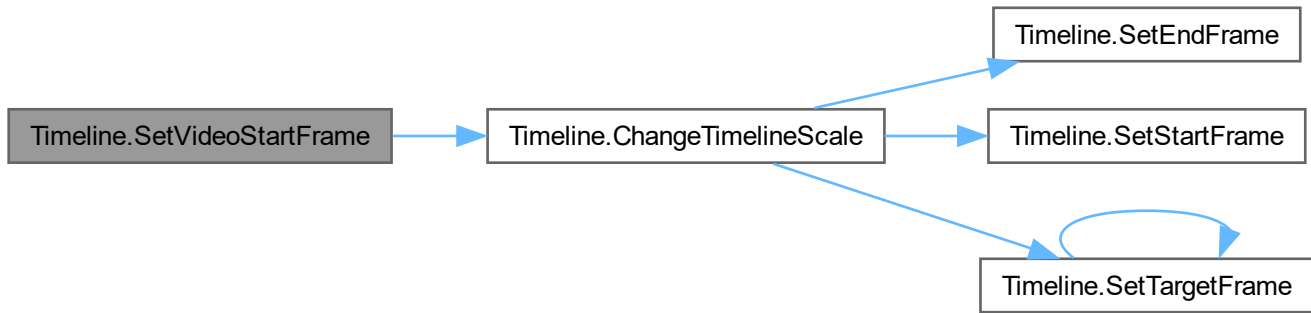 Timeline.SetEndFrame
Timeline.SetVideoStartFrame
Timeline.ChangeTimelineScale
Timeline.SetStartFrame
Timeline.SetTargetFrame